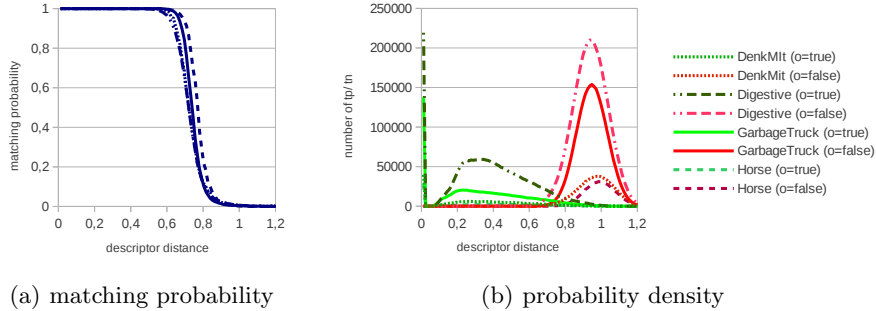 1
0,8
0,6
0,4
0,2
0
matching probability
0 0,2 0,4 0,6 0,8 1 1,2
descriptor distance
(a) matching probability
250000
200000
150000
100000
50000
0
number of tp/ tn
0 0,2 0,4 0,6 0,8 1 1,2
descriptor distance
DenkMIt (o=true)
DenkMit (o=false)
Digestive (o=true)
Digestive (o=false)
GarbageTruck (o=true)
GarbageTruck (o=false)
Horse (o=true)
Horse (o=false)
(b) probability density